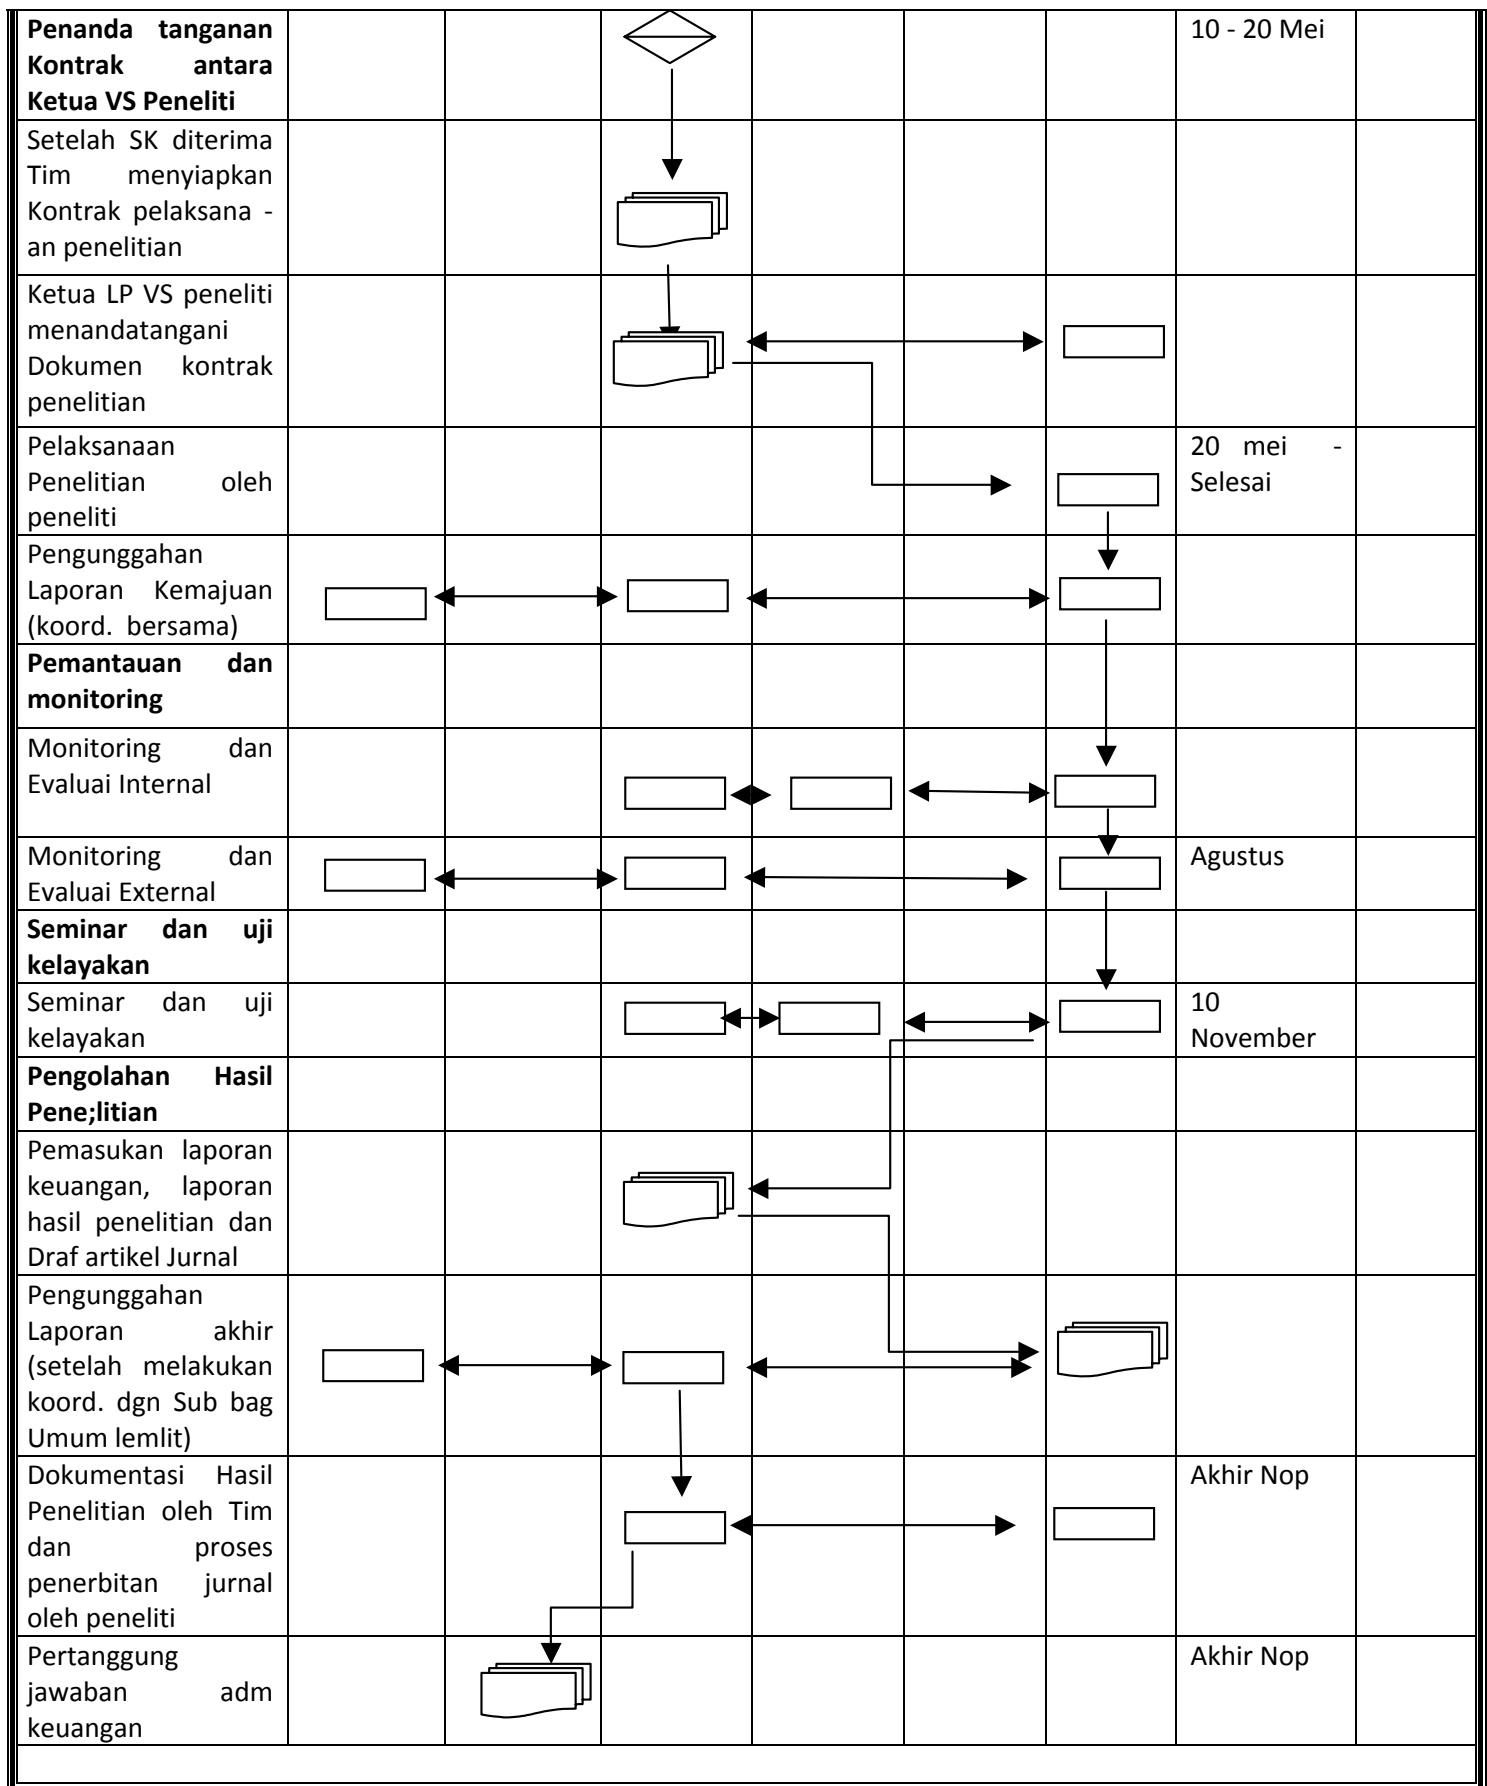 Penanda tanganan
Kontrak antara
Ketua VS Peneliti
10 - 20 Mei
Setelah SK diterima
Tim menyiapkan
Kontrak pelaksana -
an penelitian
Ketua LP VS peneliti
menandatangani
Dokumen kontrak
penelitian
Pelaksanaan
Penelitian oleh
peneliti
20 mei -
Selesai
Pengunggahan
Laporan Kemajuan
(koord. bersama)
Pemantauan dan
monitoring
Monitoring dan
Evaluai Internal
Monitoring dan
Evaluai External
Agustus
Seminar dan uji
kelayakan
Seminar dan uji
kelayakan
10
November
Pengolahan Hasil
Pene;litian
Pemasukan laporan
keuangan, laporan
hasil penelitian dan
Draf artikel Jurnal
Pengunggahan
Laporan akhir
(setelah melakukan
koord. dgn Sub bag
Umum lemlit)
Dokumentasi Hasil
Penelitian oleh Tim
dan proses
penerbitan jurnal
oleh peneliti
Akhir Nop
Pertanggung
jawaban adm
keuangan
Akhir Nop